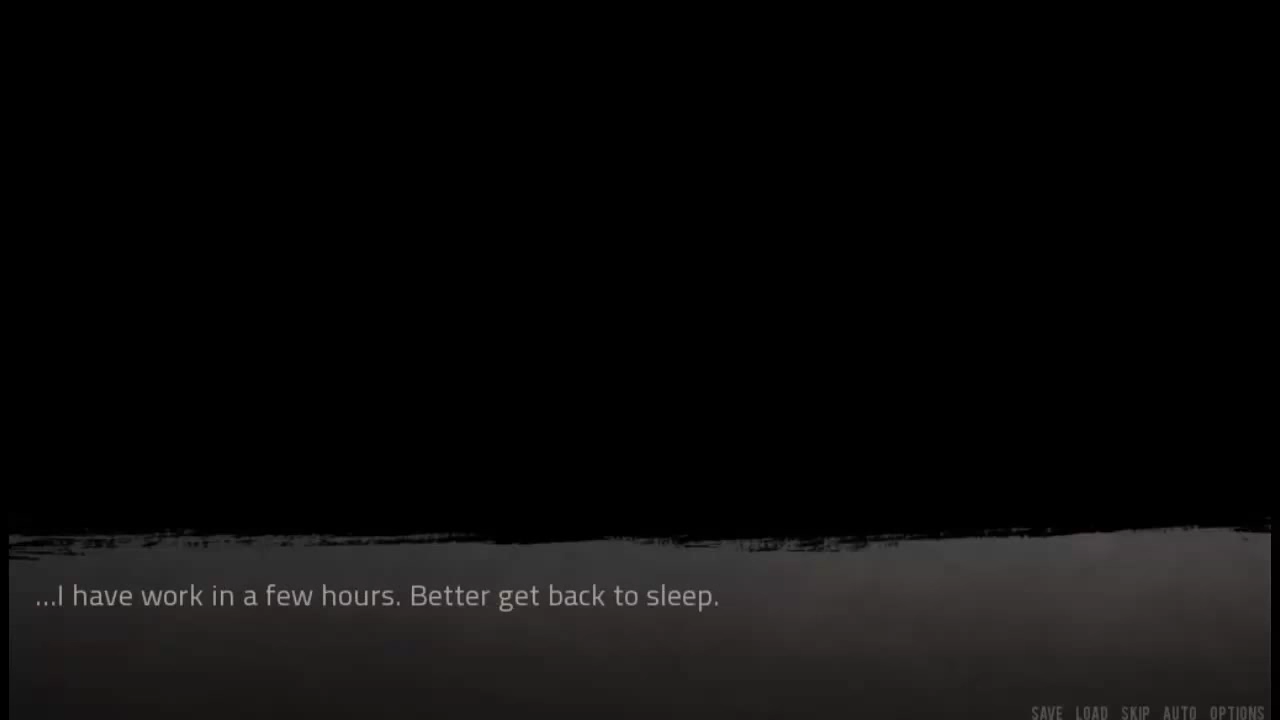 ...I have work in a few hours. Better get back to sleep.
SAVE LOAD SKIP AUTO OPTIONS